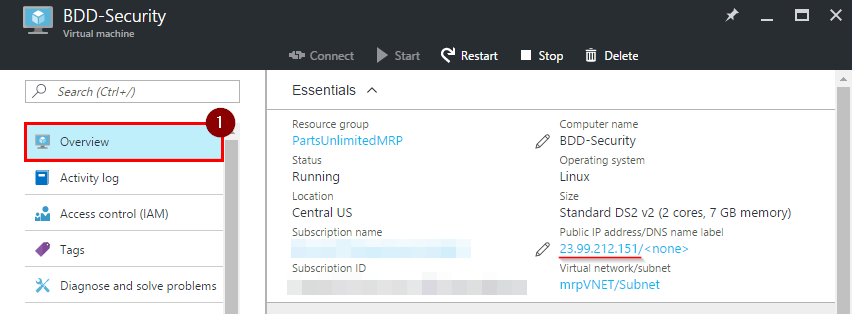 BDD-Security
Virtual machine
Connect
Start
Restart
Stop
Delete
Search (Ctrl+/)
1
Overview
Activity log
Access control (IAM)
Tags
Diagnose and solve problems
Essentials
Resource group
PartsUnlimitedMRP
Status
Running
Location
Central US
Subscription name
Subscription ID
Computer name
BDD-Security
Operating system
Linux
Size
Standard DS2 v2 (2 cores, 7 GB memory)
Public IP address/DNS name label
23.99.212.151/<none>
Virtual network/subnet
mrpVNET/Subnet